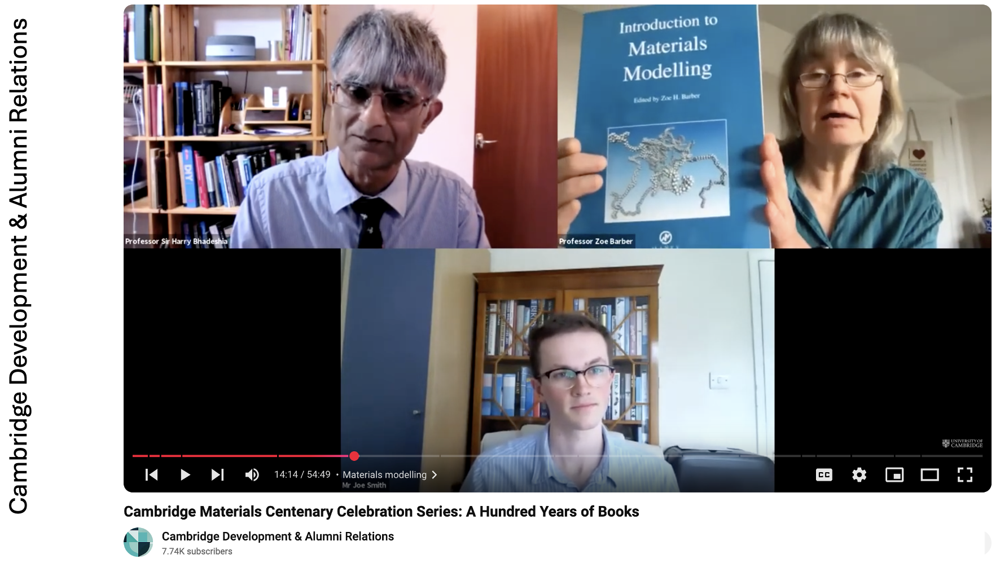 Cambridge Development & Alumni Relations
Introduction to
Materials
Modelling
Edited by Zoe H. Barber
DIY
Professor Sir Harry Bhadeshia
Professor Zoe Barber
UNIVERSITY OF
CAMBRIDGE
14:14 / 54:49 • Materials modelling
CC
Mr Joe Smith
Cambridge Materials Centenary Celebration Series: A Hundred Years of Books
Cambridge Development & Alumni Relations
7.74K subscribers